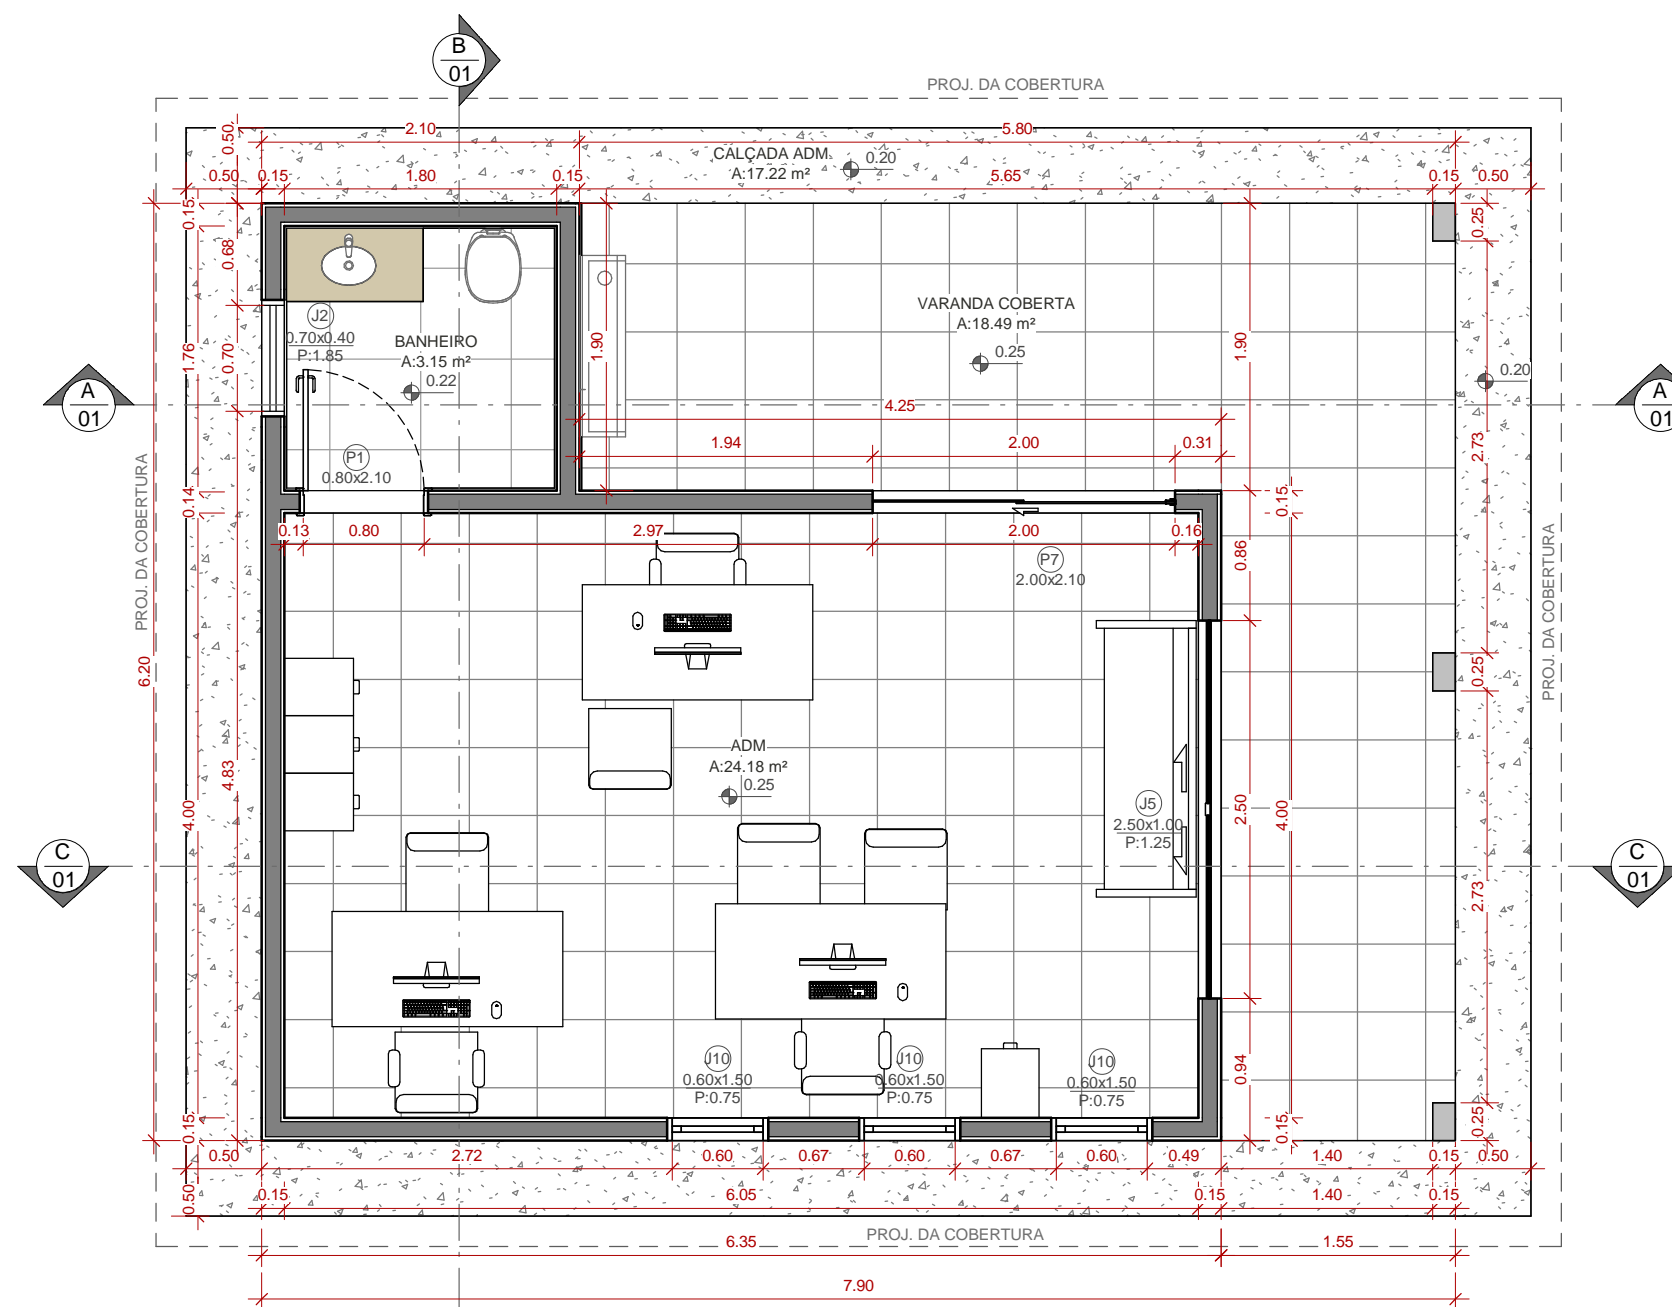 B
01
PROJ. DA COBERTURA
0.50
2.10
5.80
CALÇADA ADM.
A:17.22 m²
0.20
0.50
0.15
1.80
0.15
5.65
0.15
0.50
0.15
0.68
0.25
J2
0.70x0.40
P:1.85
BANHEIRO
A:3.15 m²
0.22
VARANDA COBERTA
A:18.49 m²
0.25
1.76
0.70
1.90
1.90
0.20
A
01
A
01
4.25
1.94
2.00
0.31
2.73
P1
0.80x2.10
PROJ. DA COBERTURA
0.14
0.15
0.13
0.80
2.97
2.00
0.16
0.86
P7
2.00x2.10
PROJ. DA COBERTURA
6.20
0.25
ADM
A:24.18 m²
0.25
4.83
4.00
J5
2.50x1.00
P:1.25
2.50
4.00
C
01
C
01
2.73
J10
0.60x1.50
P:0.75
J10
0.60x1.50
P:0.75
J10
0.60x1.50
P:0.75
0.94
0.15
0.15
0.25
0.50
2.72
0.60
0.67
0.60
0.67
0.60
0.49
1.40
0.15
0.50
0.50
0.15
6.05
0.15
1.40
0.15
PROJ. DA COBERTURA
6.35
1.55
7.90